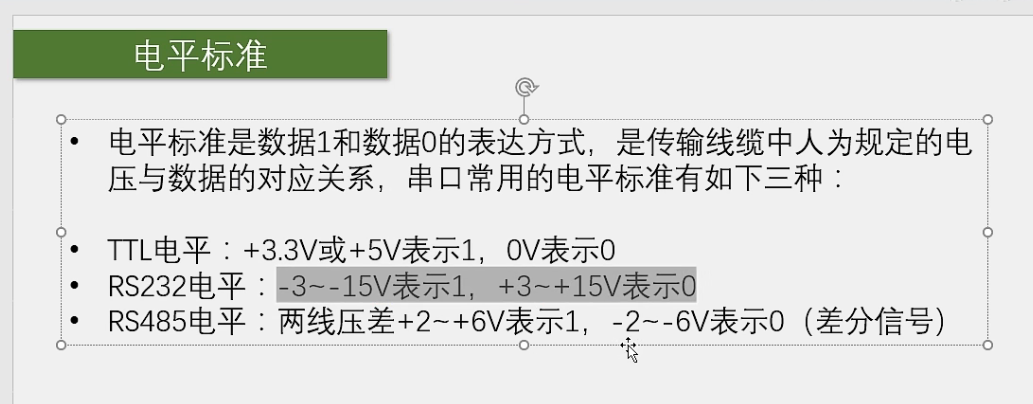 电平标准
• 电平标准是数据1和数据0的表达方式，是传输线缆中人为规定的电
压与数据的对应关系，串口常用的电平标准有如下三种：
• TTL电平：+3.3V或+5V表示1，0V表示0
• RS232电平：-3~-15V表示1，+3~+15V表示0
• RS485电平：两线压差+2~+6V表示1，-2~-6V表示0（差分信号）